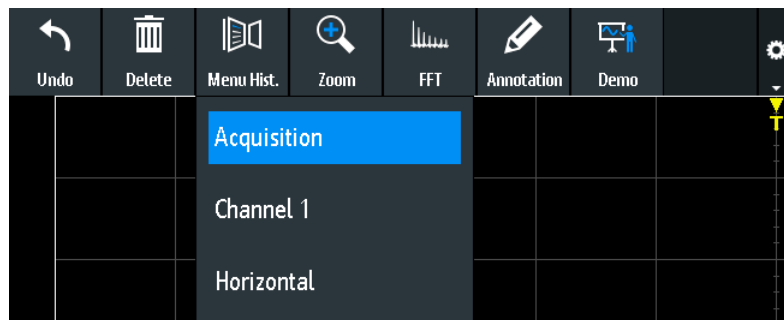 Undo Delete Menu Hist. Zoom FFT Annotation Demo
T
Acquisition
Channel 1
Horizontal